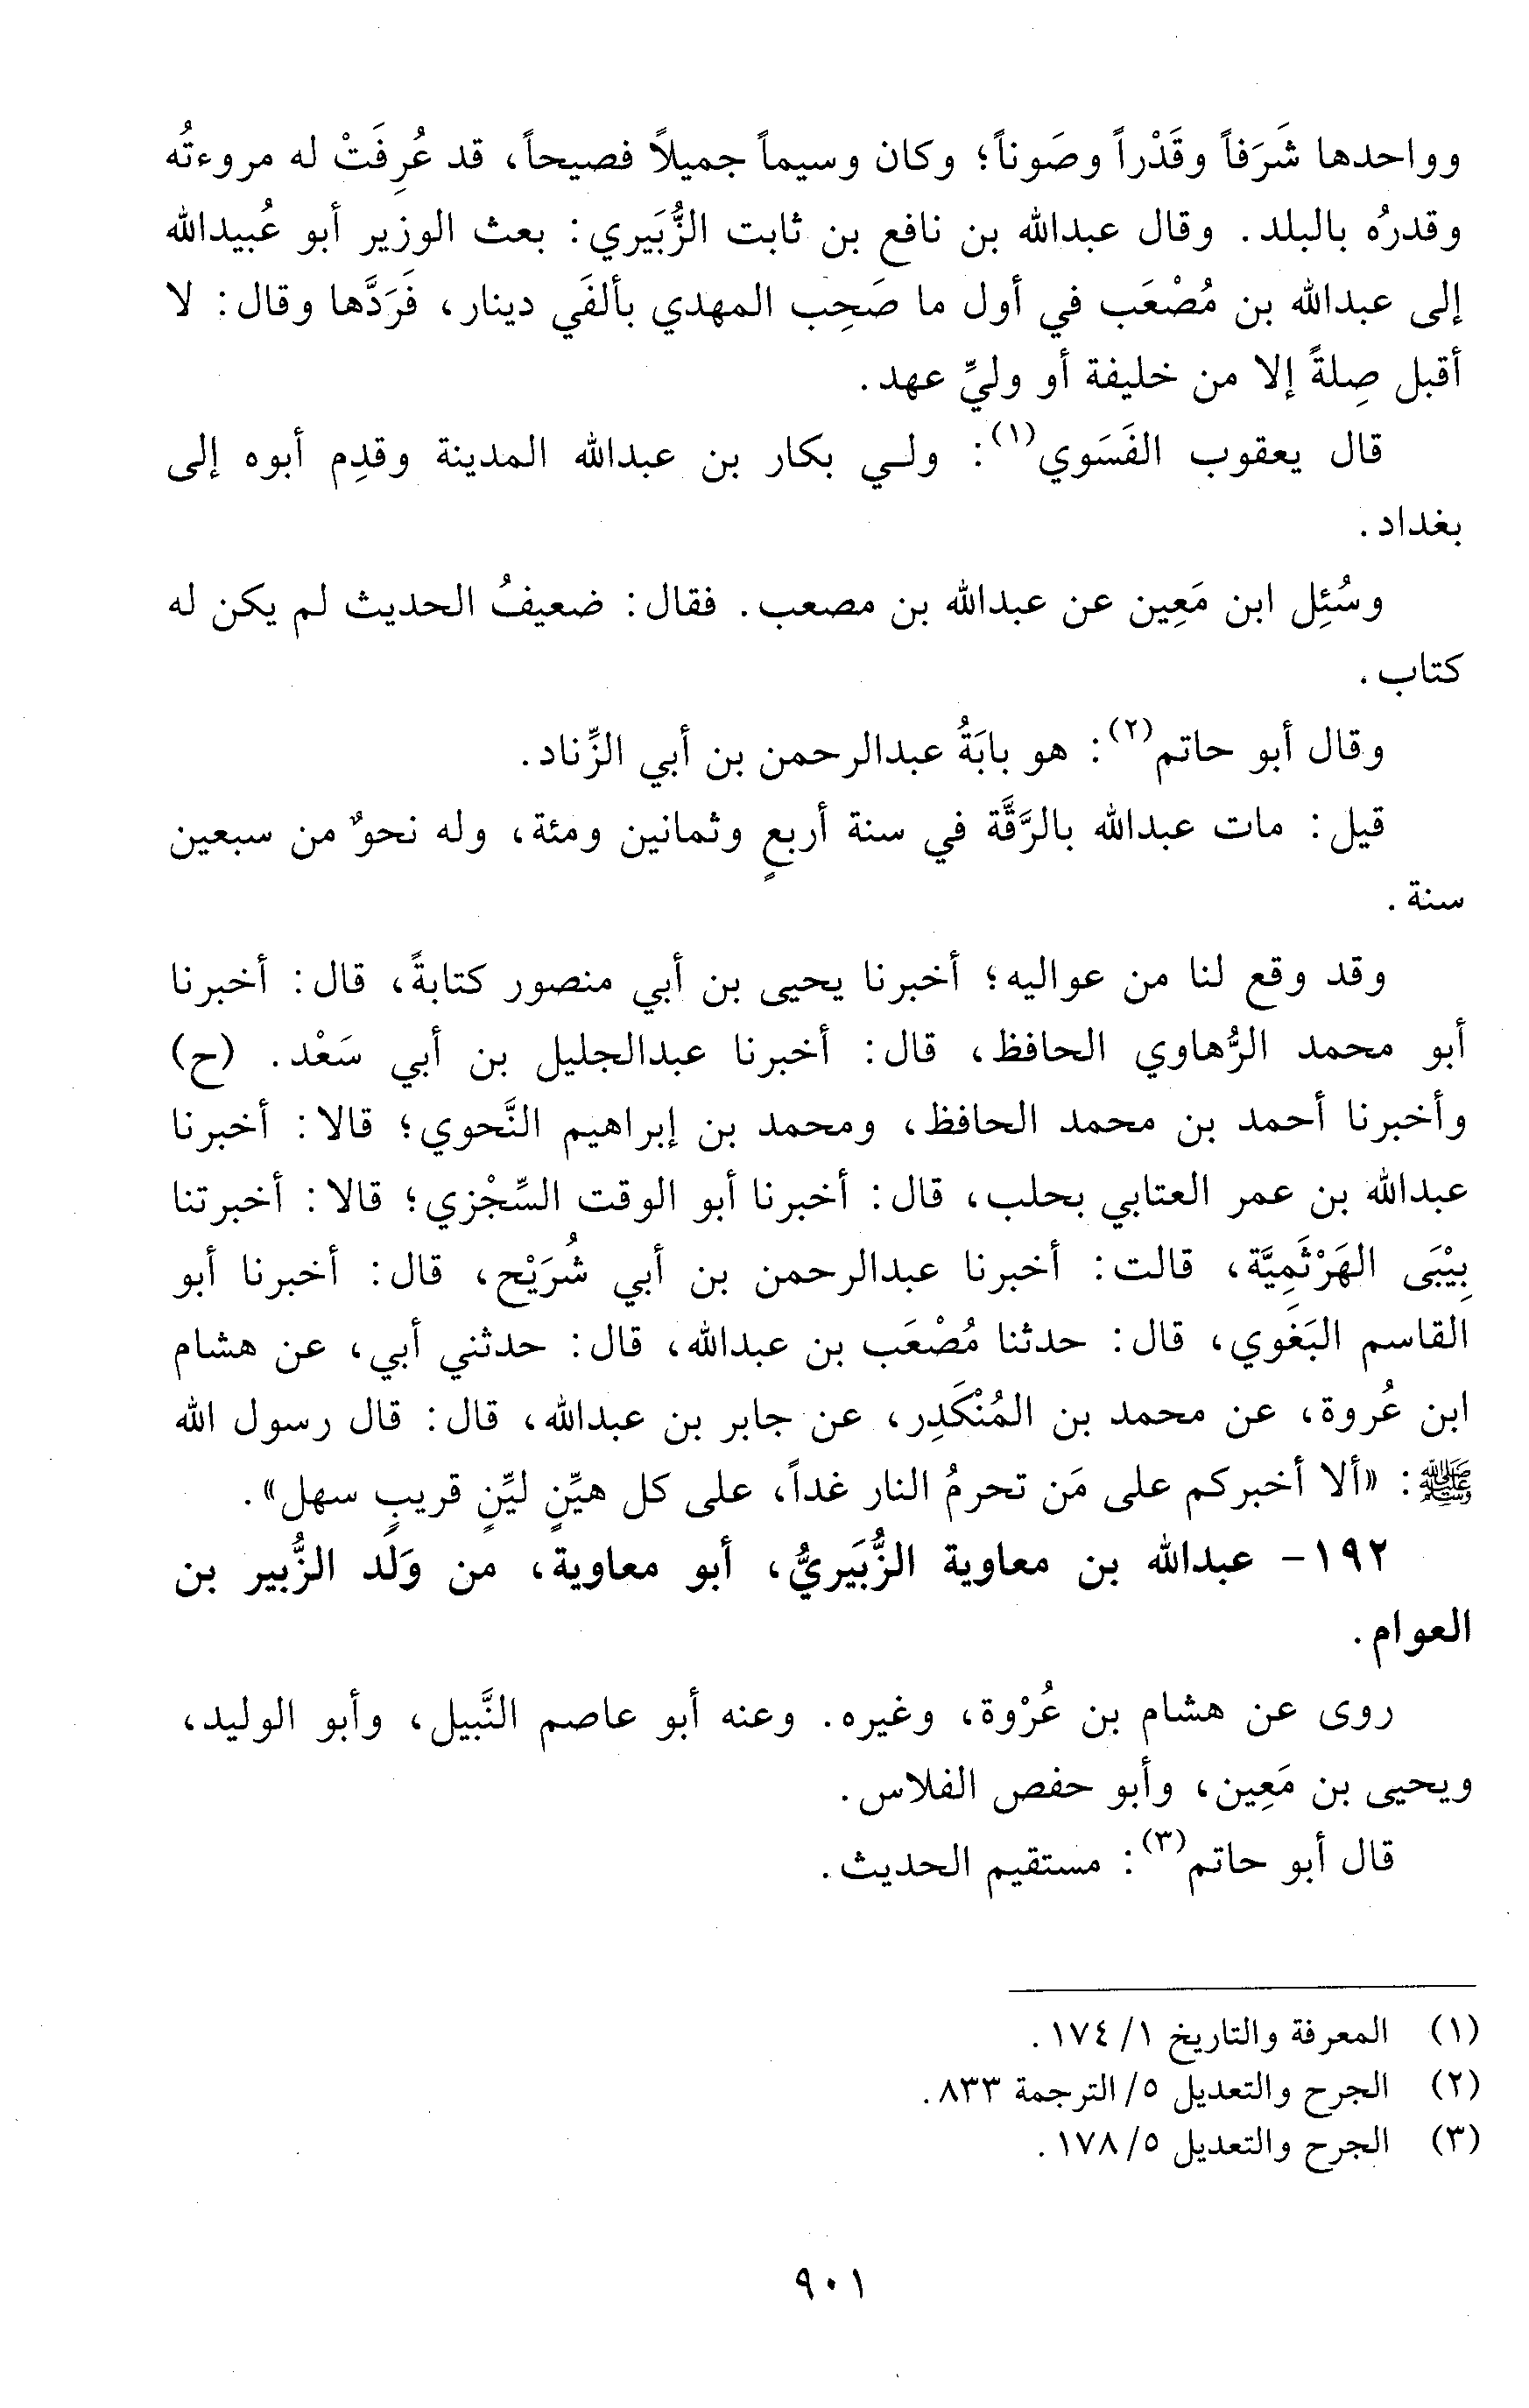 وواحدها شَرَفاً وقَدْراً وصَوناً؛ وكان وسيماً جميلاً فصيحاً، قد عُرِفَتْ له مروءتُه
وقدرُه بالبلد. وقال عبدالله بن نافع بن ثابت الزُّبَيري: بعث الوزير أبو عُبيدالله
إلى عبدالله بن مُصْعَب في أول ما صَحِب المهدي بألفَي دينار، فَرَدَّها وقال: لا
أقبل صِلةً إلا من خليفة أو وليِّ عهد.
قال يعقوب الفَسَوي(١): ولي بكار بن عبدالله المدينة وقدِم أبوه إلى
بغداد.
وسُئِل ابن مَعِين عن عبدالله بن مصعب. فقال: ضعيفُ الحديث لم يكن له
كتاب.
وقال أبو حاتم(٢): هو بابَةُ عبدالرحمن بن أبي الزِّناد.
قيل: مات عبدالله بالرَّقَّة في سنة أربعٍ وثمانين ومئة، وله نحوٌ من سبعين
سنة.
وقد وقع لنا من عواليه؛ أخبرنا يحيى بن أبي منصور كتابةً، قال: أخبرنا
أبو محمد الرُّهاوي الحافظ، قال: أخبرنا عبدالجليل بن أبي سَعْد. (ح)
وأخبرنا أحمد بن محمد الحافظ، ومحمد بن إبراهيم النَّحوي؛ قالا: أخبرنا
عبدالله بن عمر العتابي بحلب، قال: أخبرنا أبو الوقت السِّجْزي؛ قالا: أخبرتنا
بِيْبَى الهَرْثَمِيَّة، قالت: أخبرنا عبدالرحمن بن أبي شُرَيْح، قال: أخبرنا أبو
القاسم البَغَوي، قال: حدثنا مُصْعَب بن عبدالله، قال: حدثني أبي، عن هشام
ابن عُروة، عن محمد بن المُنْكَدِر، عن جابر بن عبدالله، قال: قال رسول الله
ﷺ: «ألا أخبركم على مَن تحرمُ النار غداً، على كل هيِّنٍ ليِّنٍ قريبٍ سهل».
١٩٢- عبدالله بن معاوية الزُّبَيريُّ، أبو معاوية، من وَلَد الزُّبير بن
العوام.
روى عن هشام بن عُرْوة، وغيره. وعنه أبو عاصم النَّبيل، وأبو الوليد،
ويحيى بن مَعِين، وأبو حفص الفلاس.
قال أبو حاتم(٣): مستقيم الحديث.
(١) المعرفة والتاريخ ١/ ١٧٤.
(٢) الجرح والتعديل ٥/ الترجمة ٨٣٣.
(٣) الجرح والتعديل ٥/ ١٧٨.
٩٠١